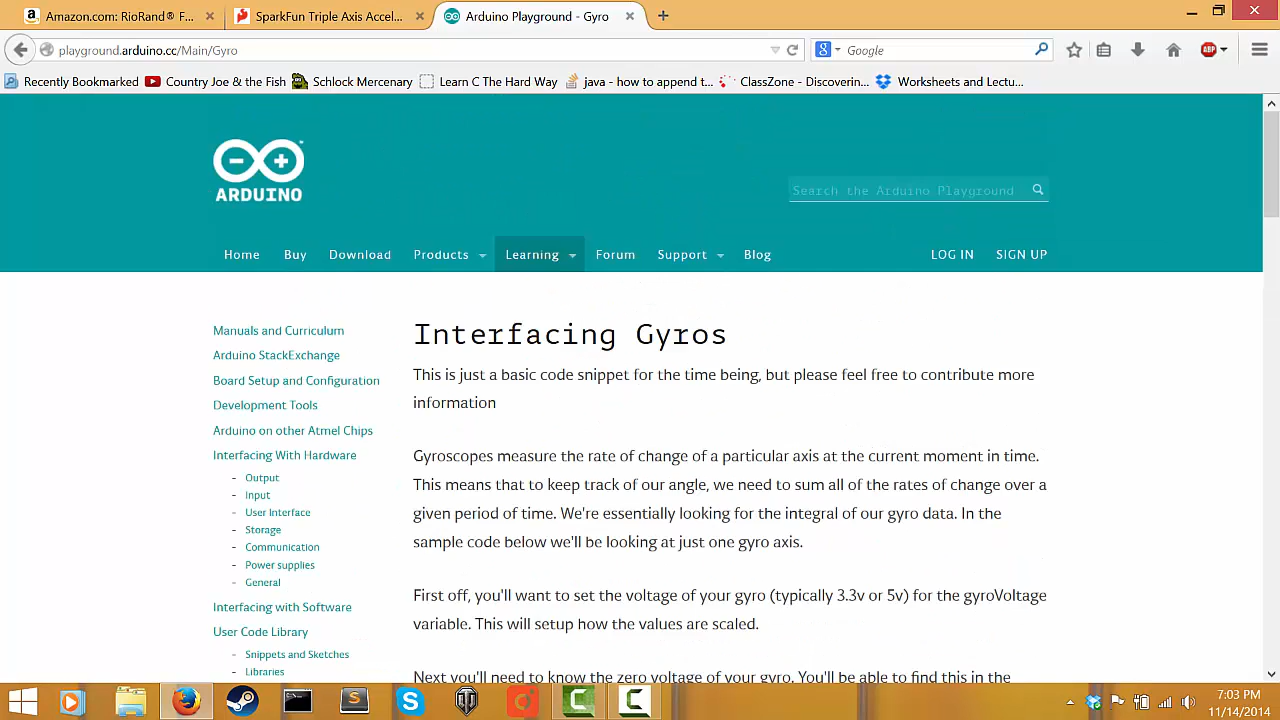 Amazon.com: RioRand® F...
SparkFun Triple Axis Accel...
Arduino Playground - Gyro
playground.arduino.cc/Main/Gyro
Google
ABP
Recently Bookmarked
Country Joe & the Fish
Schlock Mercenary
Learn C The Hard Way
java - how to append t...
ClassZone - Discoverin...
Worksheets and Lectu...
ARDUINO
Search the Arduino Playground
Home
Buy
Download
Products
Learning
Forum
Support
Blog
LOG IN
SIGN UP
Manuals and Curriculum
Arduino StackExchange
Board Setup and Configuration
Development Tools
Arduino on other Atmel Chips
Interfacing With Hardware
- Output
- Input
- User Interface
- Storage
- Communication
- Power supplies
- General
Interfacing with Software
User Code Library
- Snippets and Sketches
- Libraries
Interfacing Gyros
This is just a basic code snippet for the time being, but please feel free to contribute more
information
Gyroscopes measure the rate of change of a particular axis at the current moment in time.
This means that to keep track of our angle, we need to sum all of the rates of change over a
given period of time. We're essentially looking for the integral of our gyro data. In the
sample code below we'll be looking at just one gyro axis.
First off, you'll want to set the voltage of your gyro (typically 3.3v or 5v) for the gyroVoltage
variable. This will setup how the values are scaled.
Next you'll need to know the zero voltage of your gyro. You'll be able to find this in the
7:03 PM
11/14/2014